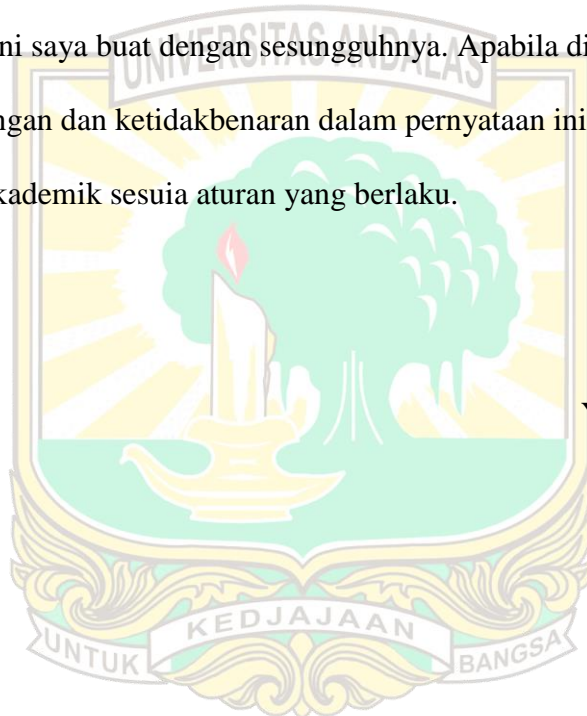 ni saya buat dengan sesungguhnya. Apabila di
UNIVERSITAS ANDALAS
ngan dan ketidakbenaran dalam pernyataan ini
kademik sesuia aturan yang berlaku.
KEDJAJAAN
UNTUK BANGSA